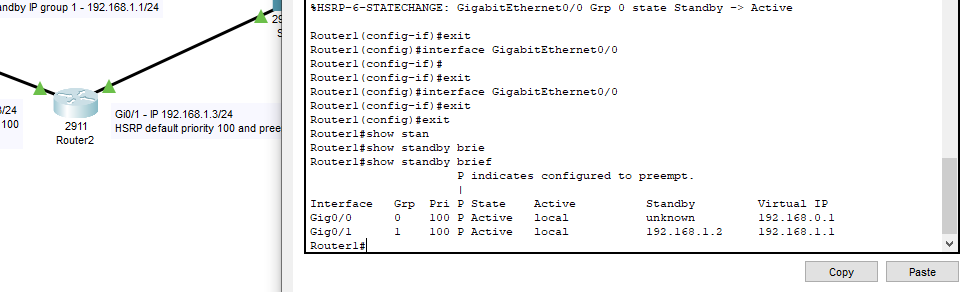 ndby IP group 1 - 192.168.1.1/24
29
S
/24
100
2911
Router2
Gi0/1 - IP 192.168.1.3/24
HSRP default priority 100 and pree
%HSRP-6-STATECHANGE: GigabitEthernet0/0 Grp 0 state Standby -> Active
Router1(config-if)#exit
Router1(config)#interface GigabitEthernet0/0
Router1(config-if)#
Router1(config-if)#exit
Router1(config)#interface GigabitEthernet0/0
Router1(config-if)#exit
Router1(config)#exit
Router1#show stan
Router1#show standby brie
Router1#show standby brief
P indicates configured to preempt.
|
Interface Grp Pri P State Active Standby Virtual IP
Gig0/0 0 100 P Active local unknown 192.168.0.1
Gig0/1 1 100 P Active local 192.168.1.2 192.168.1.1
Router1#
Copy Paste